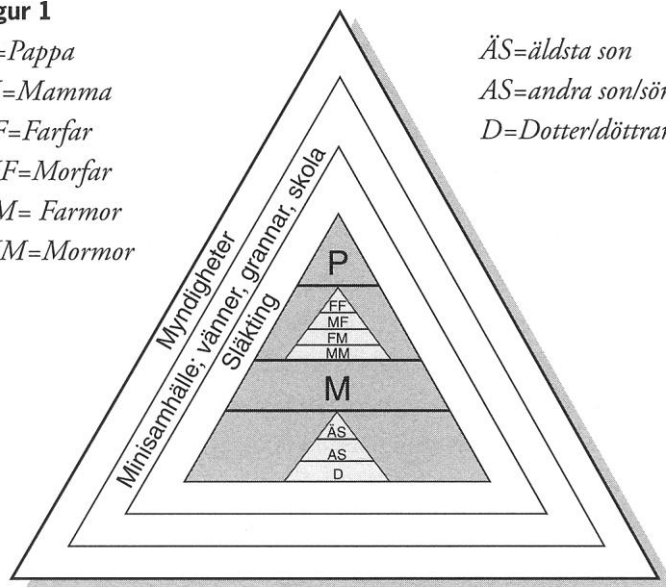 gur 1
=Pappa
=Mamma
F=Farfar
F=Morfar
M= Farmor
M=Mormor
ÄS=äldsta son
AS=andra son/sön
D=Dotter/döttrar
Myndigheter
Minisamhälle; vänner, grannar, skola
Släkting
P
FF
MF
FM
MM
M
ÄS
AS
D